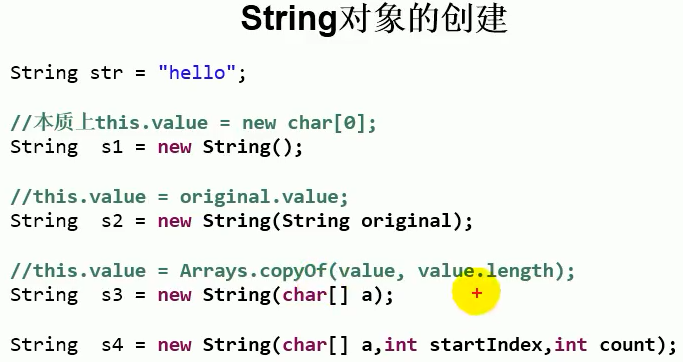 String对象的创建
String str = "hello";
//本质上this.value = new char[0];
String  s1 = new String();
//this.value = original.value;
String  s2 = new String(String original);
//this.value = Arrays.copyOf(value, value.length);
String  s3 = new String(char[] a);
String  s4 = new String(char[] a,int startIndex,int count);